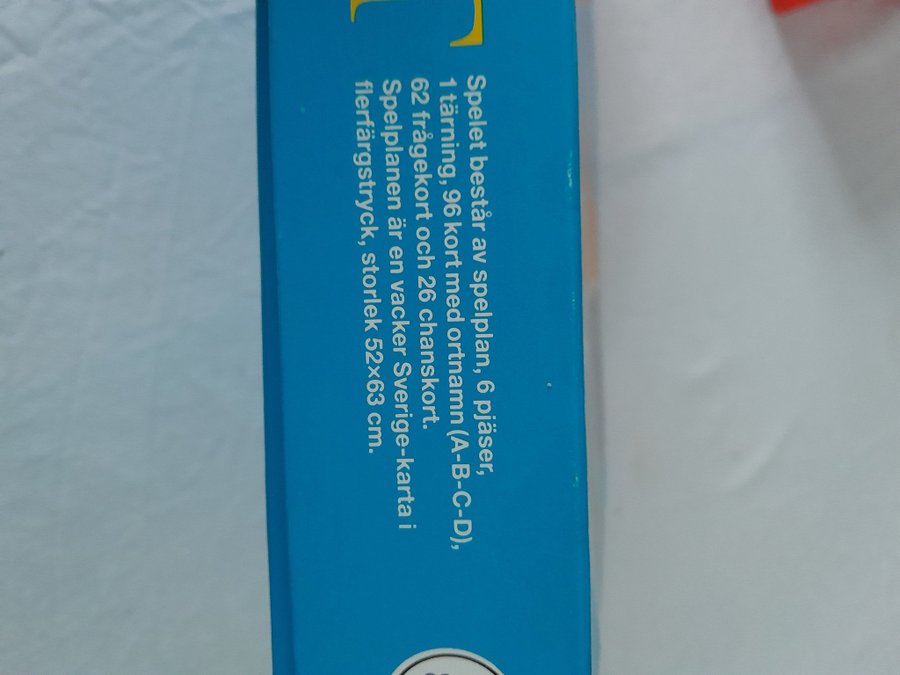 Spelet består av spelplan, 6 pjäser,
1 tärning, 96 kort med ortnamn (A-B-C-D),
62 frågekort och 26 chanskort.
Spelplanen är en vacker Sverige-karta i
flerfärgstryck, storlek 52×63 cm.